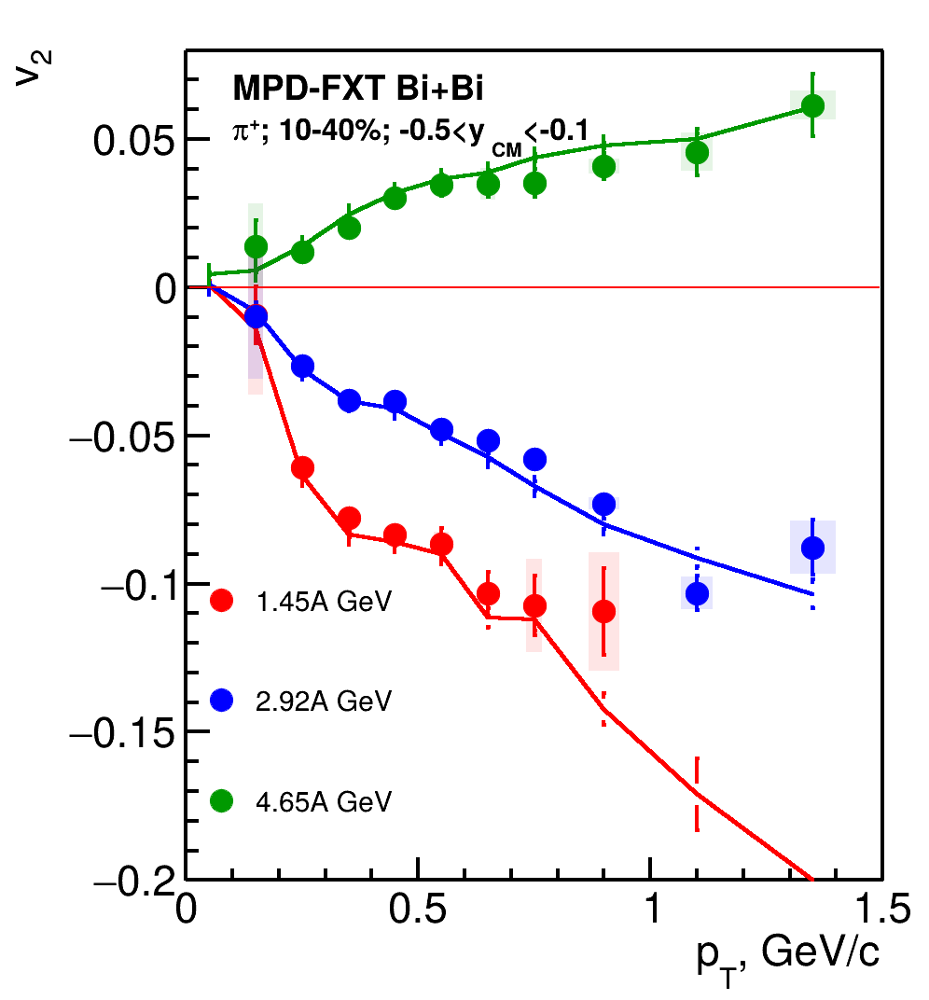 v2
MPD-FXT Bi+Bi
π+; 10-40%; -0.5<y CM<-0.1
0.05
0
−0.05
−0.1
−0.15
−0.2
1.45A GeV
2.92A GeV
4.65A GeV
0 0.5 1 1.5
pT, GeV/c